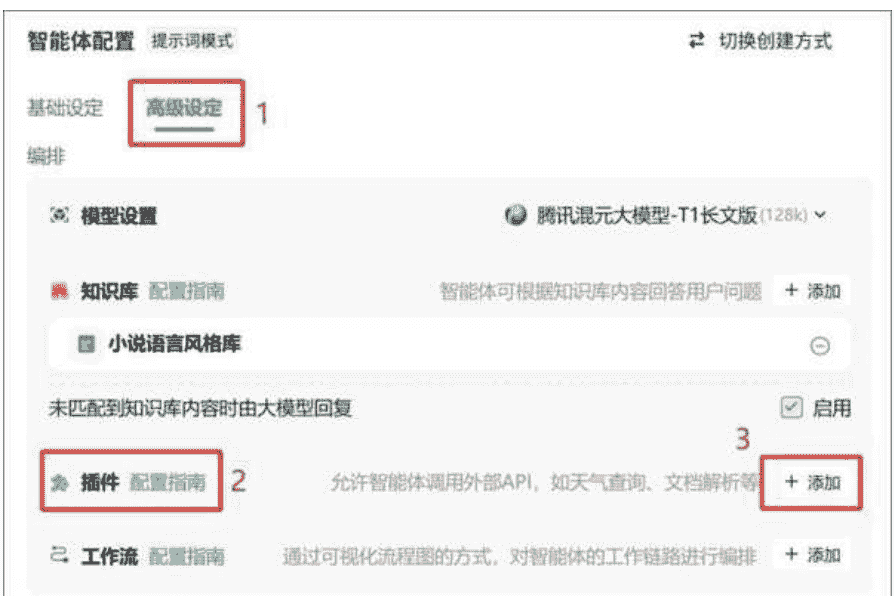 智能体配置 提示词模式 切换创建方式
基础设定 高级设定 1
编排
模型设置 腾讯混元大模型-T1长文版(128k)
知识库 配置指南 智能体可根据知识库内容回答用户问题 + 添加
小说语言风格库
未匹配到知识库内容时由大模型回复 启用
3
插件 配置指南 2 允许智能体调用外部API，如天气查询、文档解析等 + 添加
工作流 配置指南 通过可视化流程图的方式，对智能体的工作链路进行编排 + 添加